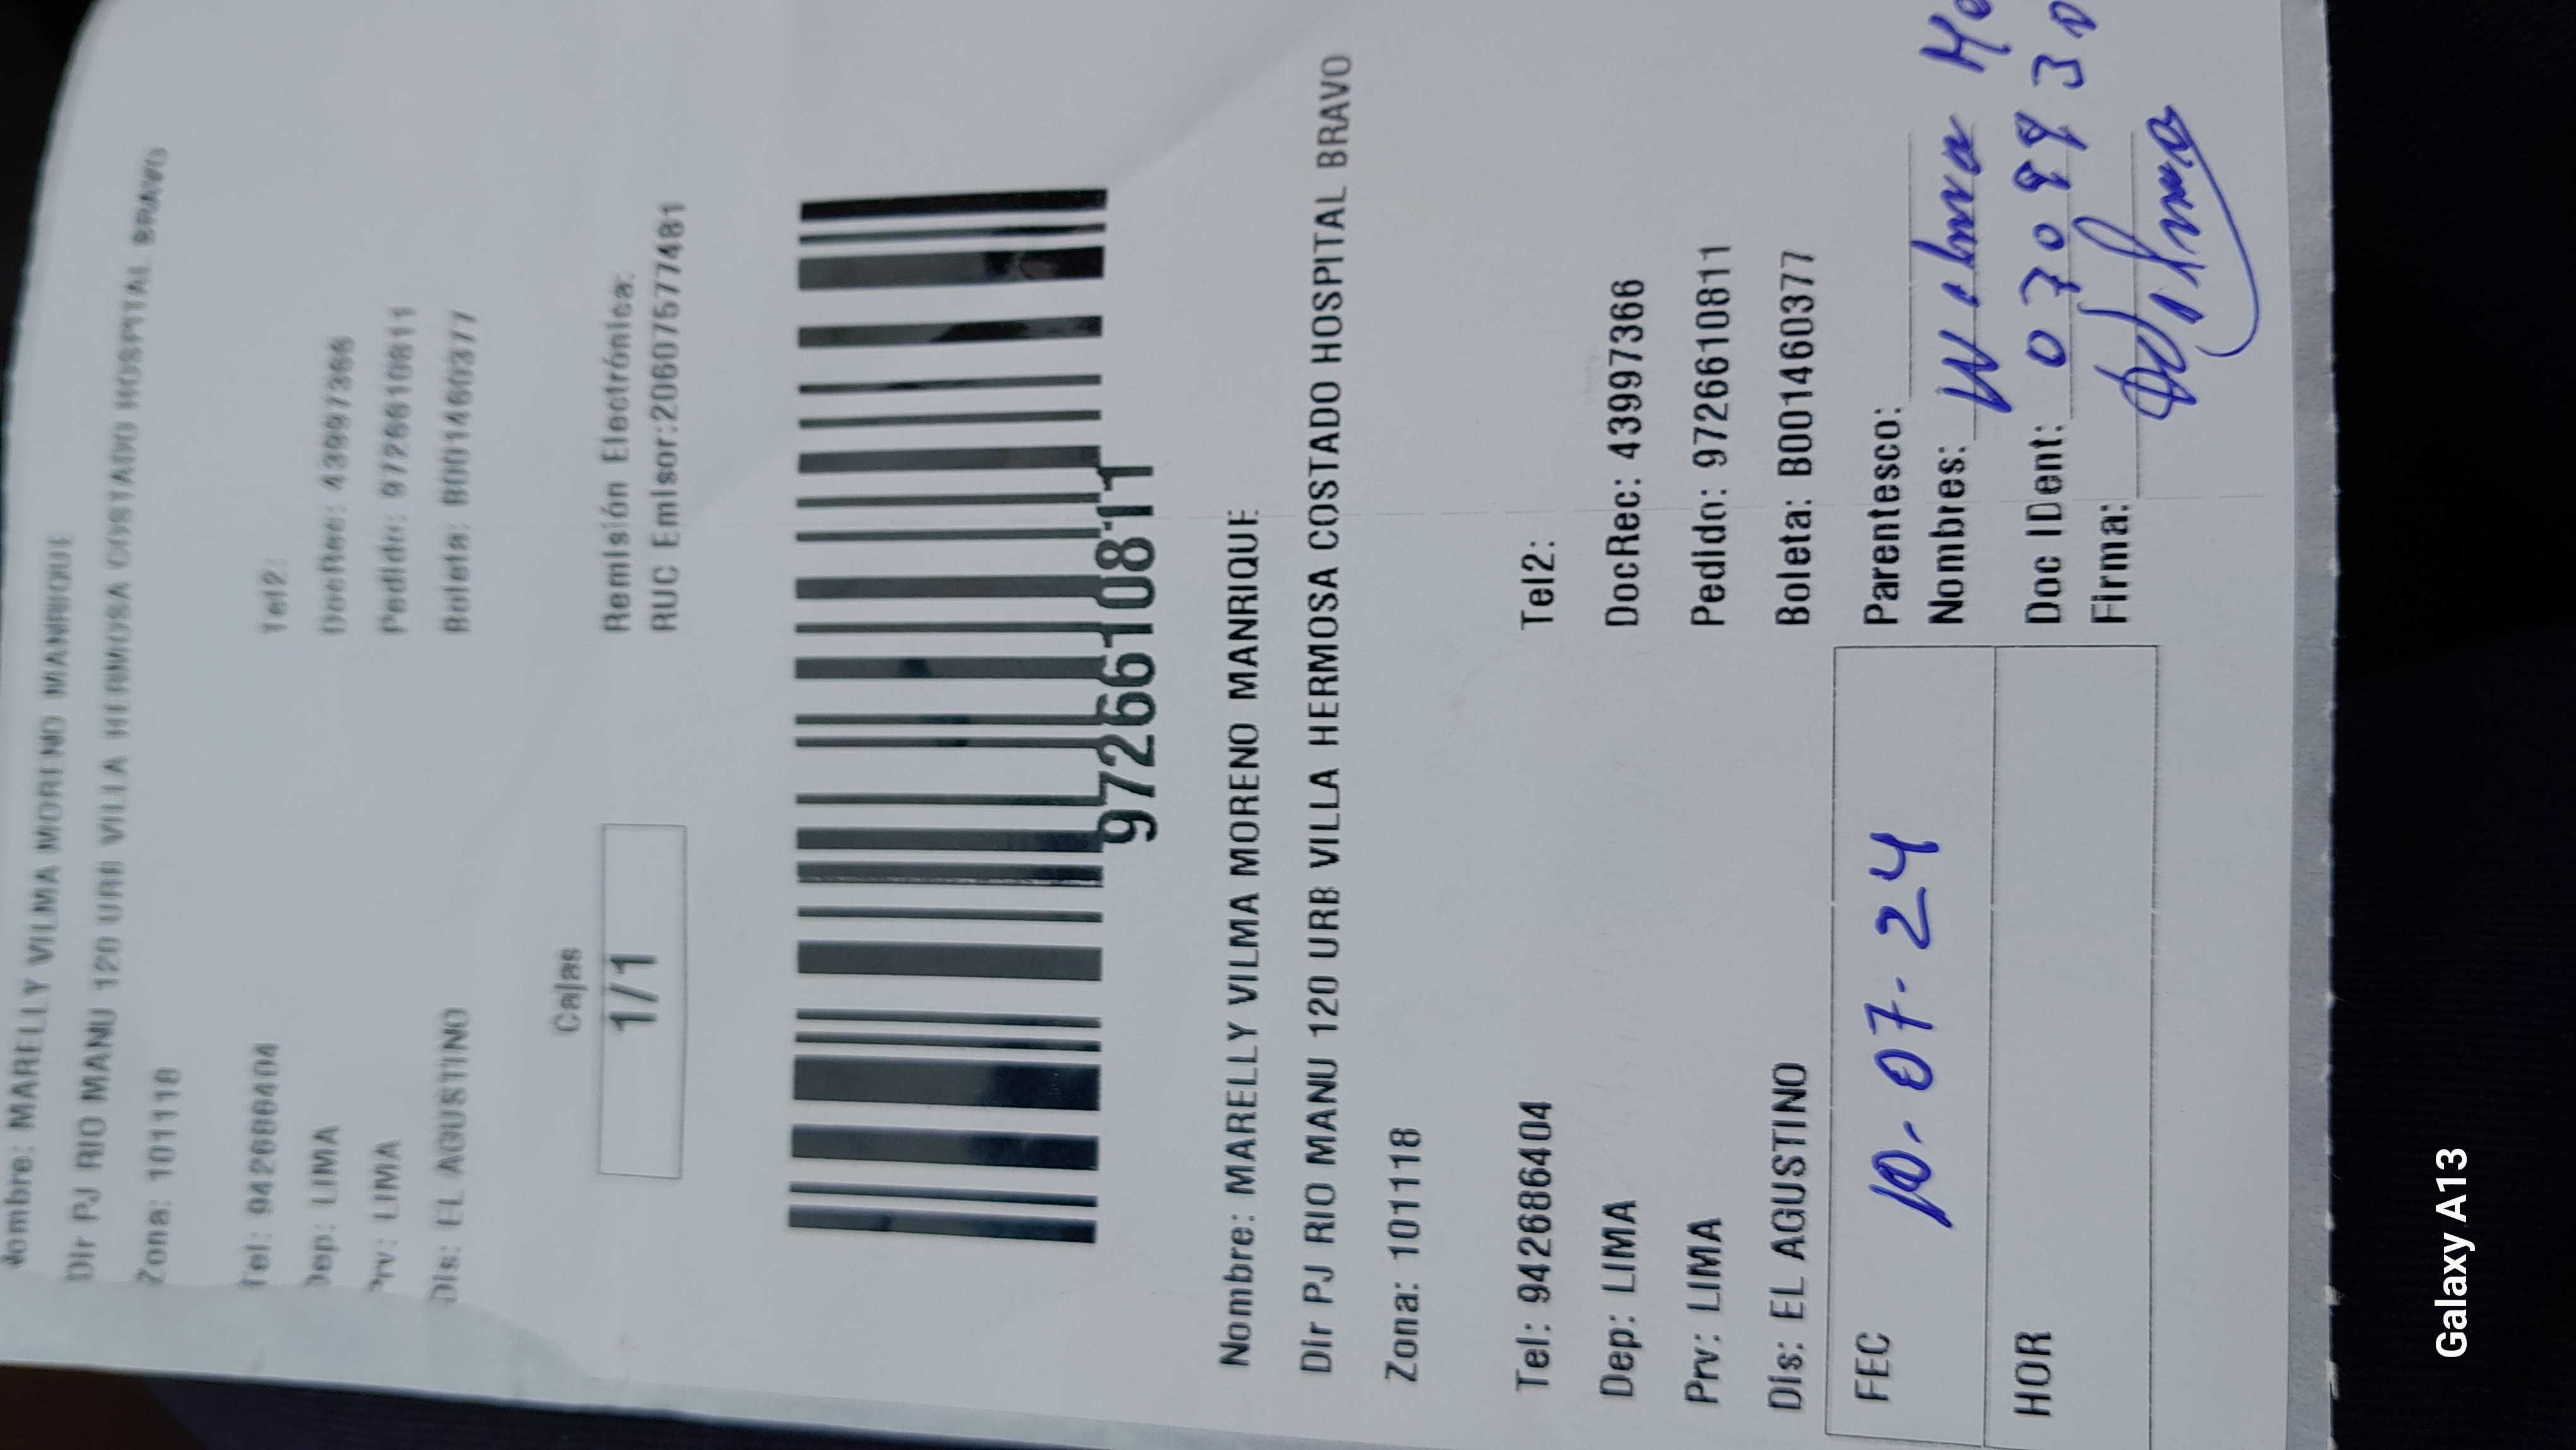 Nombre: MARELLY VILMA MORENO MANRIQUE
Dir PJ RIO MANU 120 URB VILLA HERMOSA COSTADO HOSPITAL BRAVO
Zona: 101118
Tel: 942686404 Tel2:
Dep: LIMA DocRec: 43997366
Prv: LIMA Pedido: 9726610811
Dis: EL AGUSTINO Boleta: B001460377
Cajas
1/1
Remisión Electrónica:
RUC Emisor:20607577481
9726610811
Nombre: MARELLY VILMA MORENO MANRIQUE
Dir PJ RIO MANU 120 URB VILLA HERMOSA COSTADO HOSPITAL BRAVO
Zona: 101118
Tel: 942686404 Tel2:
Dep: LIMA DocRec: 43997366
Prv: LIMA Pedido: 9726610811
Dis: EL AGUSTINO Boleta: B001460377
FEC 10.07.24
HOR
Parentesco:
Nombres: Wilma
Doc IDent:
Firma:
Galaxy A13